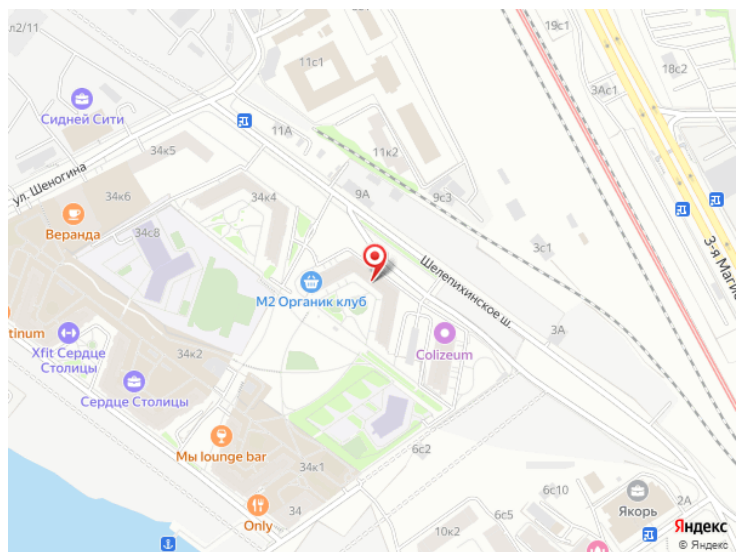 19с1
л2/11
11с1
18с2
3Ас1
Сидней Сити
11А
34к5
11к2
ул. Шеногина
34к6
34к4
9А
9с3
Веранда
34с8
3с1
3-я Магис
Шелепихинское ш.
М2 Органик клуб
3А
tinum
Xfit Сердце
Столицы
34к2
Colizeum
Сердце Столицы
Мы lounge bar
34к1
6с2
6с10
Якорь
2А
34
Only
10к2
6с5
Яндекс
© Яндекс